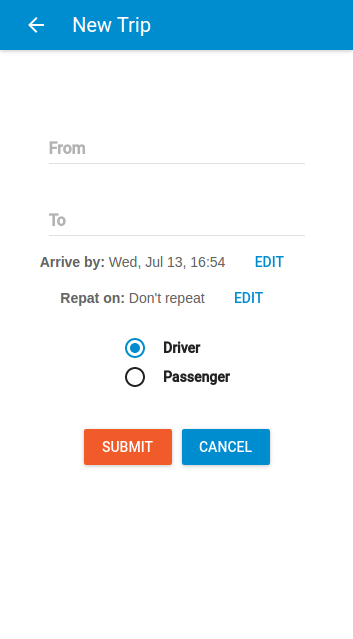 New Trip
From
To
Arrive by: Wed, Jul 13, 16:54 EDIT
Repat on: Don't repeat EDIT
Driver
Passenger
SUBMIT CANCEL